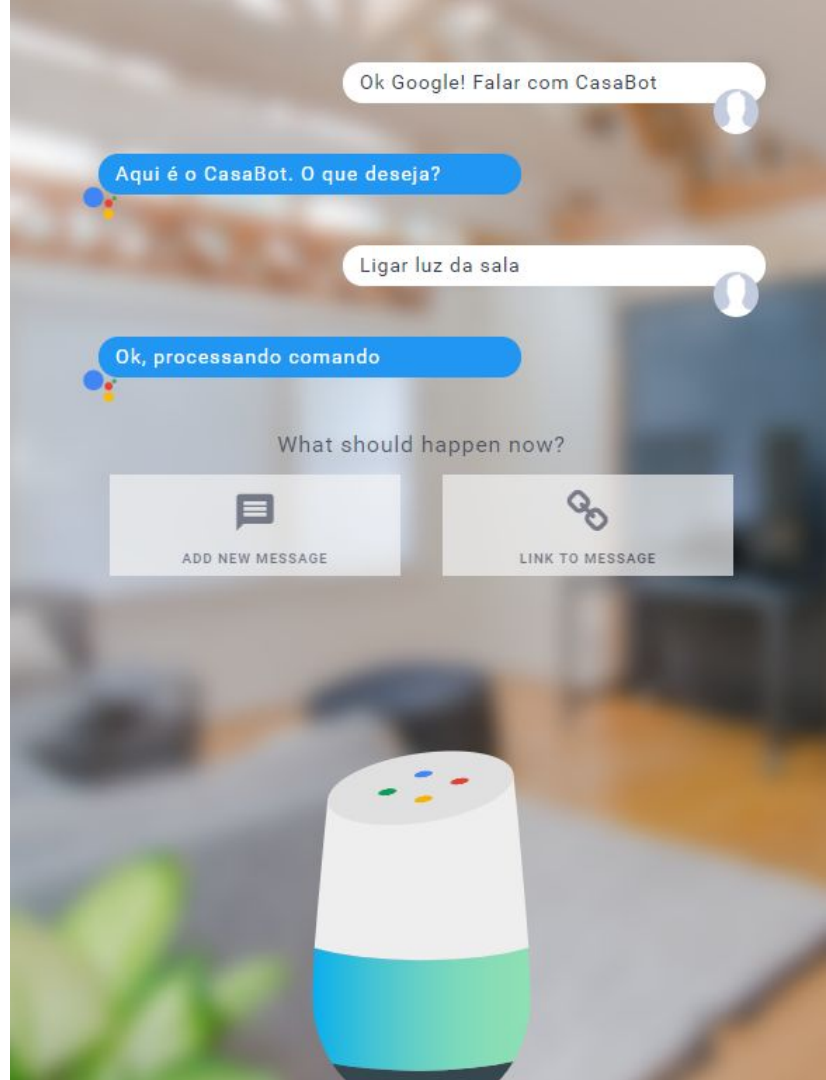 Ok Google! Falar com CasaBot
Aqui é o CasaBot. O que deseja?
Ligar luz da sala
Ok, processando comando
What should happen now?
ADD NEW MESSAGE
LINK TO MESSAGE